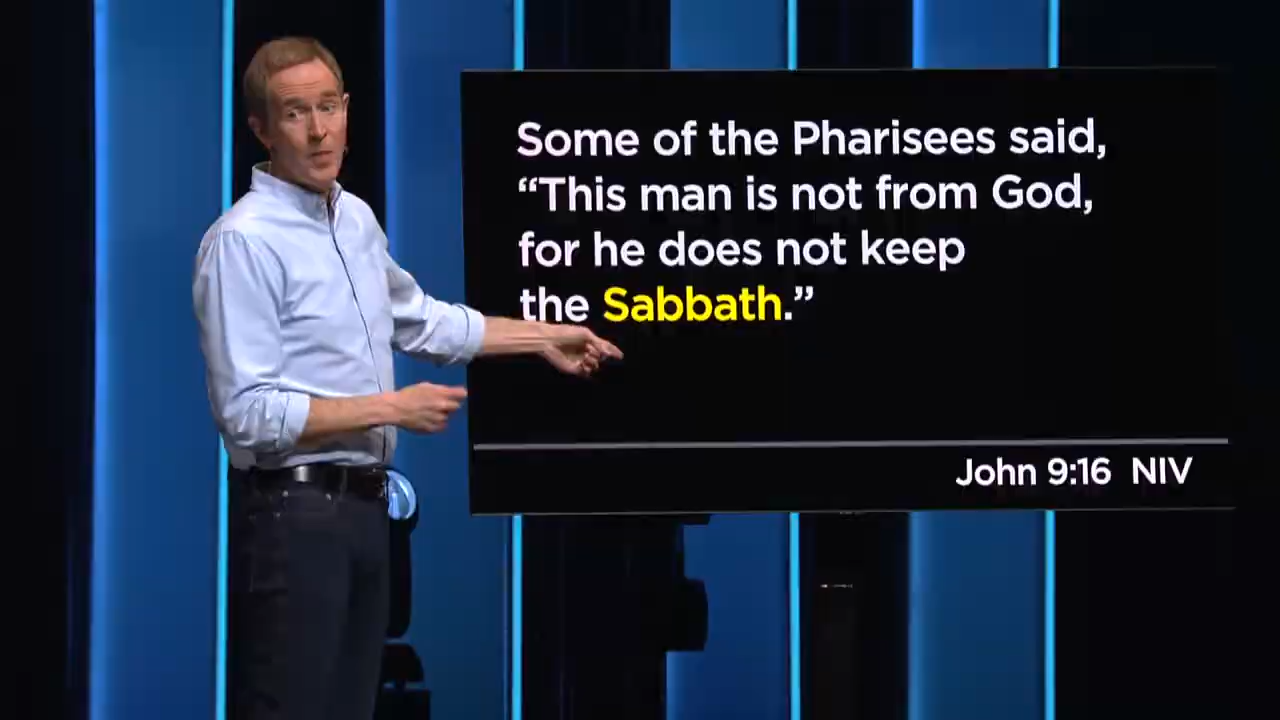 Some of the Pharisees said,
“This man is not from God,
for he does not keep
the Sabbath.”
John 9:16 NIV